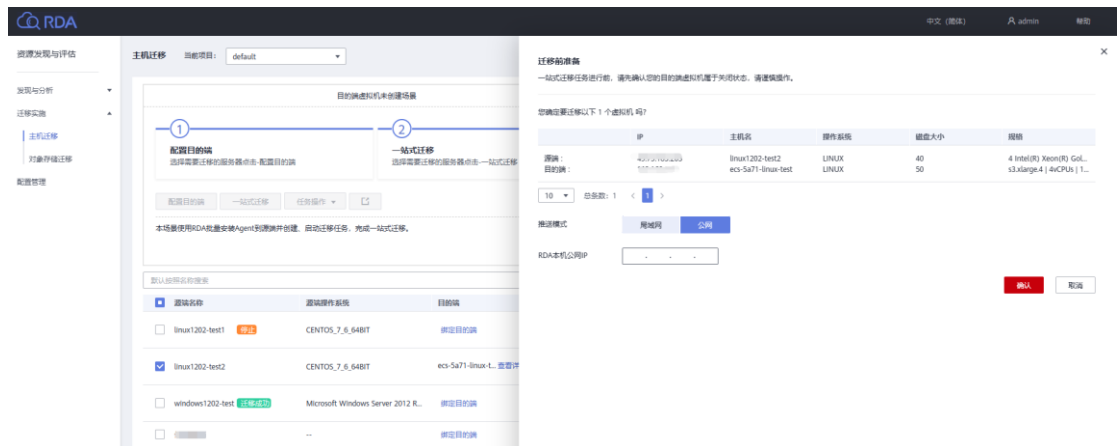 RDA
中文（简体）
admin
帮助
资源发现与评估
发现与分析
迁移实施
主机迁移
对象存储迁移
配置管理
主机迁移
当前项目：
default
目的端虚拟机未创建场景
1
配置目的端
选择需要迁移的服务器点击-配置目的端
2
一站式迁移
选择需要迁移的服务器点击-一站式迁移
配置目的端
一站式迁移
任务操作
本场景使用RDA批量安装Agent到源端并创建、启动迁移任务，完成一站式迁移。
默认按照名称搜索
源端名称 源端操作系统 目的端
linux1202-test1 停止 CENTOS_7_6_64BIT 绑定目的端
linux1202-test2 CENTOS_7_6_64BIT ecs-5a71-linux-t... 查看详
windows1202-test 迁移成功 Microsoft Windows Server 2012 R... 绑定目的端
-- 绑定目的端
迁移前准备
一站式迁移任务进行前，请先确认您的目的端虚拟机属于关闭状态，请谨慎操作。
您确定要迁移以下 1 个虚拟机 吗?
IP 主机名 操作系统 磁盘大小 规格
源端： linux1202-test2 LINUX 40 4 Intel(R) Xeon(R) Gol...
目的端： ecs-5a71-linux-test LINUX 50 s3.xlarge.4 | 4vCPUs | 1...
10 总条数：1 < 1 >
推送模式 局域网 公网
RDA本机公网IP . . .
确认 取消